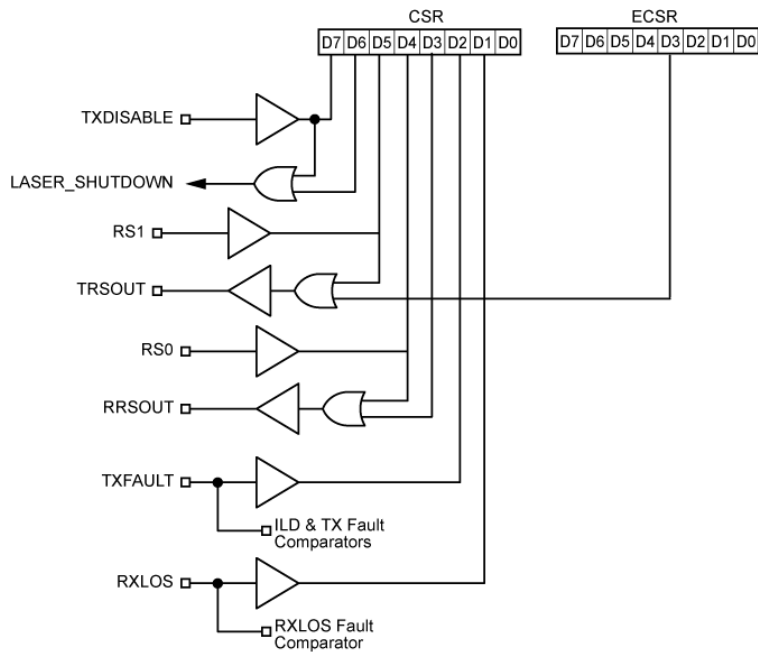 CSR ECSR
D7 D6 D5 D4 D3 D2 D1 D0 D7 D6 D5 D4 D3 D2 D1 D0
TXDISABLE
LASER_SHUTDOWN
RS1
TRSOUT
RS0
RRSOUT
TXFAULT
ILD & TX Fault
Comparators
RXLOS
RXLOS Fault
Comparator